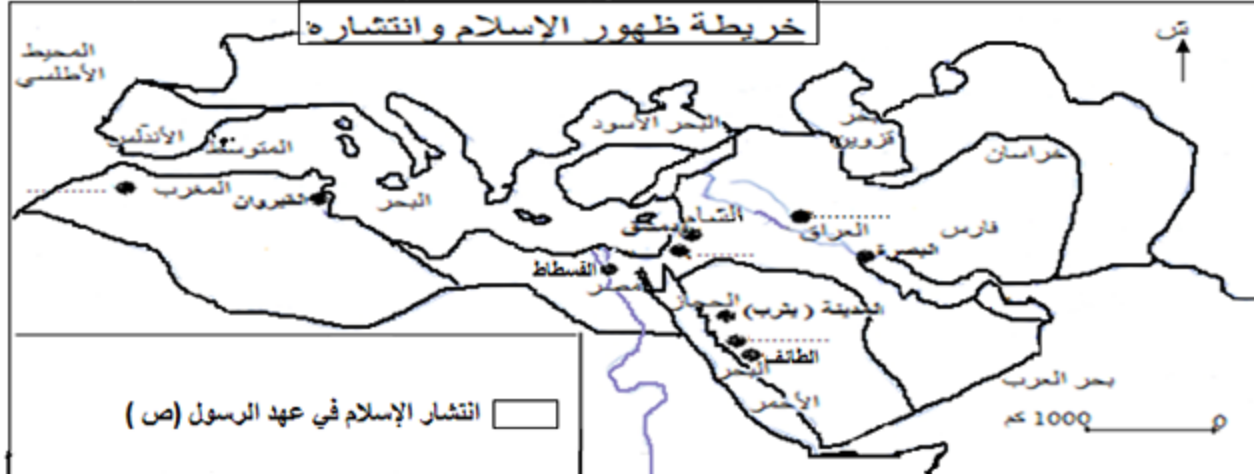 خريطة ظهور الإسلام وانتشاره
ش
المحيط
الأطلسي
الأندلس
المتوسط
البحر
البحر الأسود
بحر
قزوين
خراسان
............
المغرب
القيروان
الشام
دمشق
............
............
العراق
البصرة
فارس
الفسطاط
مصر
الحجاز
المدينة ( يثرب)
............
الطائف
البحر
الأحمر
بحر العرب
0 1000 كم
انتشار الإسلام في عهد الرسول (ص )